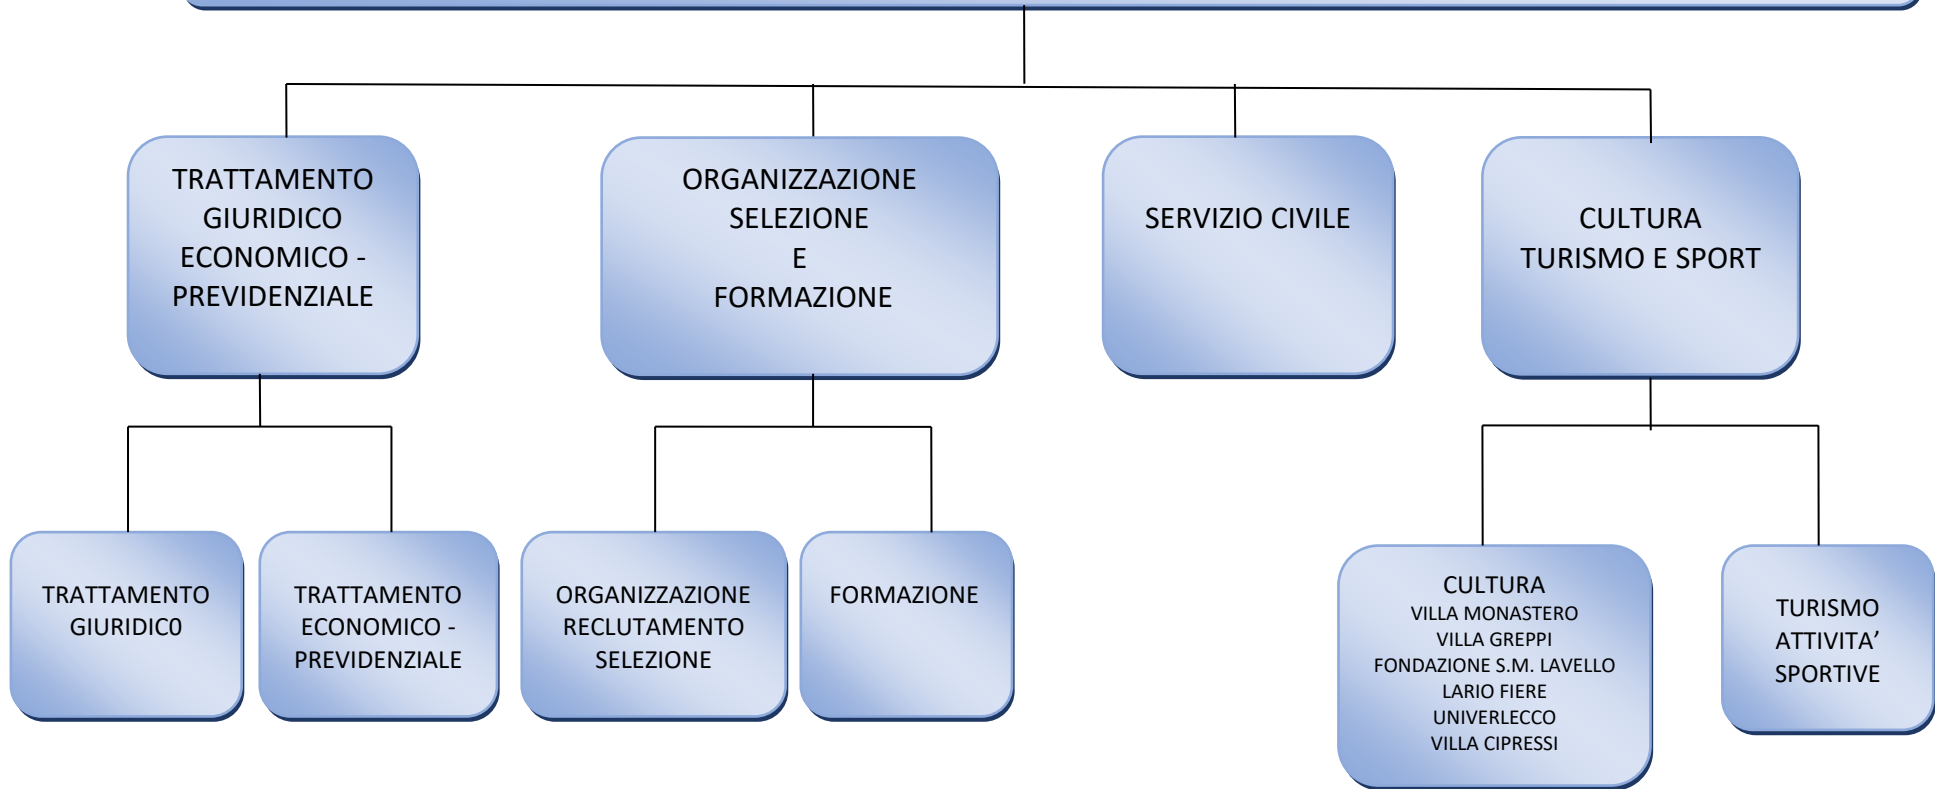 TRATTAMENTO
GIURIDICO
ECONOMICO -
PREVIDENZIALE
ORGANIZZAZIONE
SELEZIONE
E
FORMAZIONE
SERVIZIO CIVILE
CULTURA
TURISMO E SPORT
TRATTAMENTO
GIURIDIC0
TRATTAMENTO
ECONOMICO -
PREVIDENZIALE
ORGANIZZAZIONE
RECLUTAMENTO
SELEZIONE
FORMAZIONE
CULTURA
VILLA MONASTERO
VILLA GREPPI
FONDAZIONE S.M. LAVELLO
LARIO FIERE
UNIVERLECCO
VILLA CIPRESSI
TURISMO
ATTIVITA’
SPORTIVE